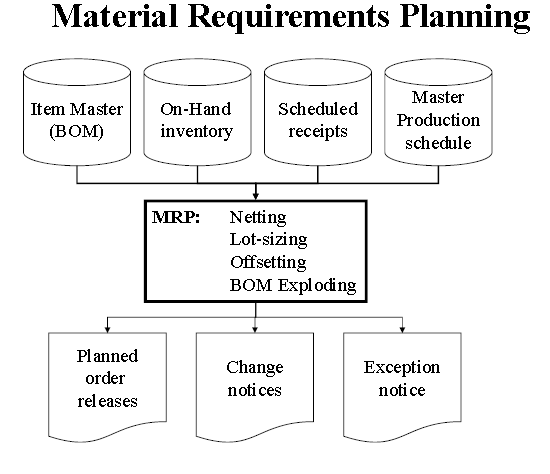 Material Requirements Planning
Item Master
(BOM)
On-Hand
inventory
Scheduled
receipts
Master
Production
schedule
MRP: Netting
Lot-sizing
Offsetting
BOM Exploding
Planned
order
releases
Change
notices
Exception
notice